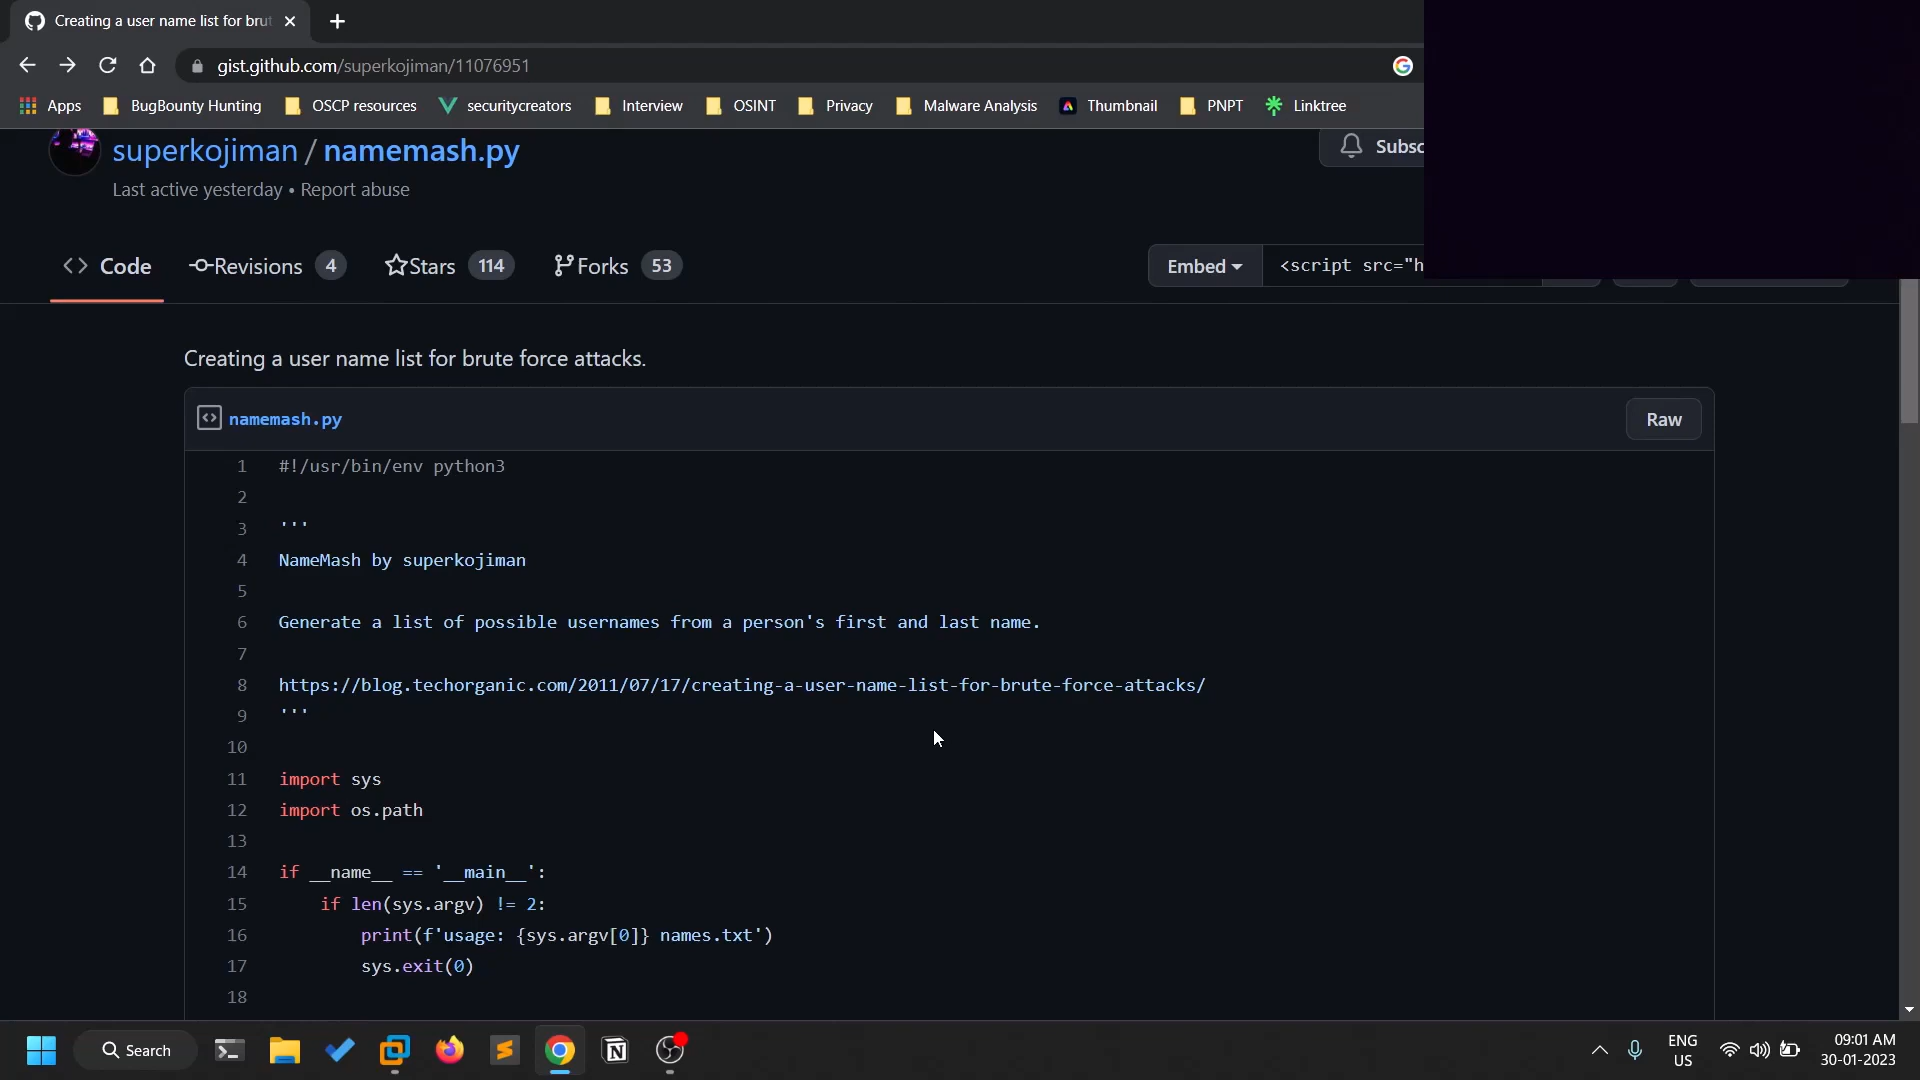 Creating a user name list for bru
gist.github.com/superkojiman/11076951
Apps BugBounty Hunting OSCP resources securitycreators Interview OSINT Privacy Malware Analysis Thumbnail PNPT Linktree
superkojiman / namemash.py
Subsc
Last active yesterday • Report abuse
Code Revisions 4 Stars 114 Forks 53 Embed <script src="h
Creating a user name list for brute force attacks.
namemash.py Raw
1 #!/usr/bin/env python3
2
3 '''
4 NameMash by superkojiman
5
6 Generate a list of possible usernames from a person's first and last name.
7
8 https://blog.techorganic.com/2011/07/17/creating-a-user-name-list-for-brute-force-attacks/
9 '''
10
11 import sys
12 import os.path
13
14 if __name__ == '__main__':
15 if len(sys.argv) != 2:
16 print(f'usage: {sys.argv[0]} names.txt')
17 sys.exit(0)
18
Search
ENG
US
09:01 AM
30-01-2023